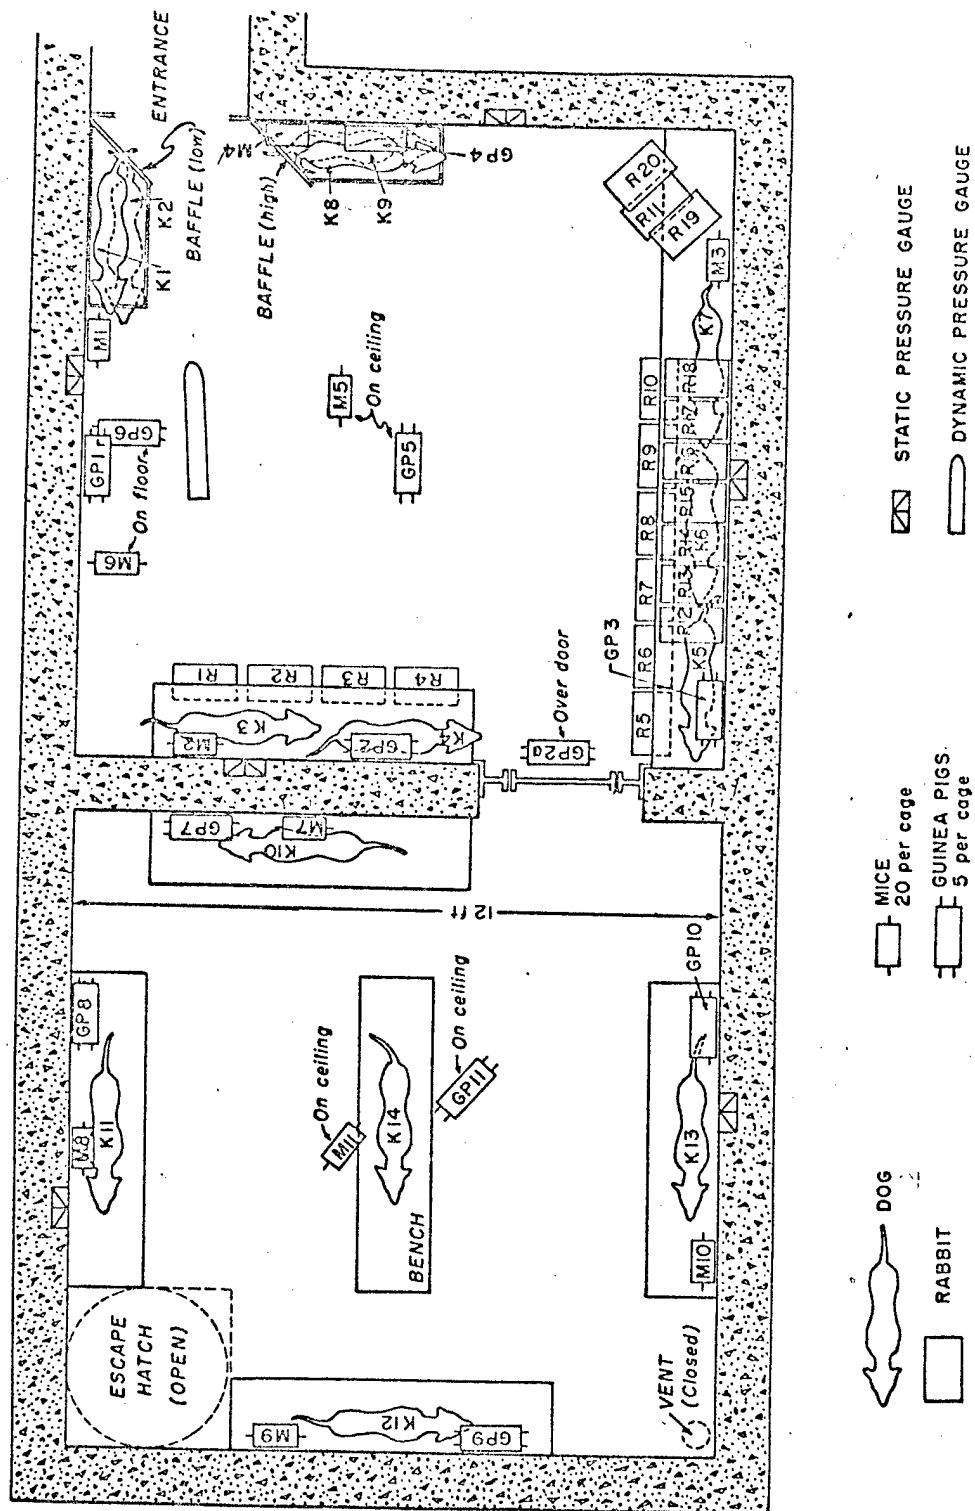 ENTRANCE
BAFFLE (low)
BAFFLE (high)
K1
K2
M4
K8
K9
GP4
M1
GP1
GP6
On floor
M6
M5
On ceiling
GP5
R20
R11
R19
M3
K7
R10
R9
R8
R7
R6
R5
R18
R17
R16
R15
R14
R13
R12
K6
K5
GP3
R1
R2
R3
R4
K3
M2
GP2
K4
GP2a
Over door
GP7
M7
K10
12 ft
GP8
M8
K11
On ceiling
M11
K14
BENCH
On ceiling
GP11
GP10
K13
M10
ESCAPE
HATCH
(OPEN)
M9
K12
GP9
VENT
(Closed)
DOG
RABBIT
MICE
20 per cage
GUINEA PIGS
5 per cage
STATIC PRESSURE GAUGE
DYNAMIC PRESSURE GAUGE